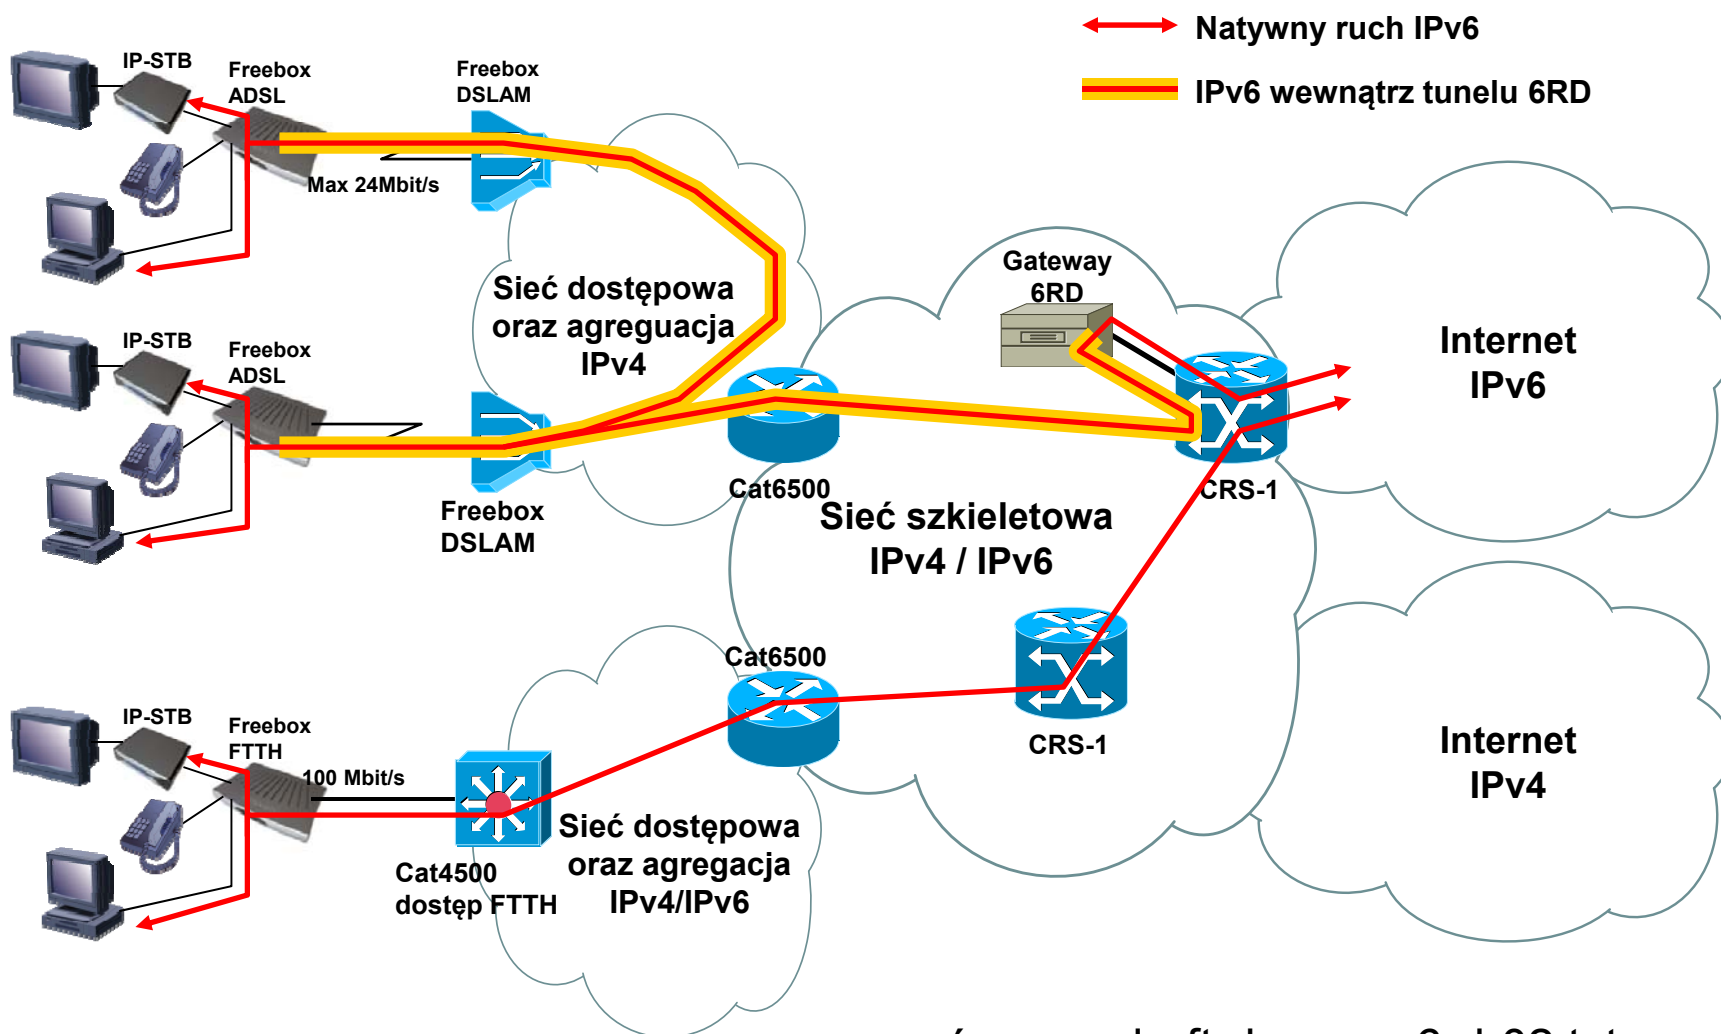 Natywny ruch IPv6
IPv6 wewnątrz tunelu 6RD
IP-STB
Freebox
ADSL
Freebox
DSLAM
Max 24Mbit/s
Sieć dostępowa
oraz agreguacja
IPv4
Gateway
6RD
Internet
IPv6
IP-STB
Freebox
ADSL
Freebox
DSLAM
Cat6500
CRS-1
Sieć szkieletowa
IPv4 / IPv6
Cat6500
CRS-1
Internet
IPv4
IP-STB
Freebox
FTTH
100 Mbit/s
Cat4500
dostęp FTTH
Sieć dostępowa
oraz agregacja
IPv4/IPv6